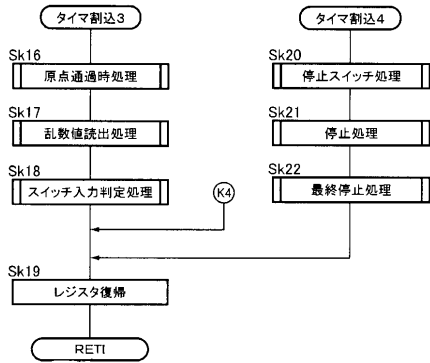 タイマ割込3
Sk16
原点通過時処理
Sk17
乱数値読出処理
Sk18
スイッチ入力判定処理
K4
Sk19
レジスタ復帰
RETI
タイマ割込4
Sk20
停止スイッチ処理
Sk21
停止処理
Sk22
最終停止処理